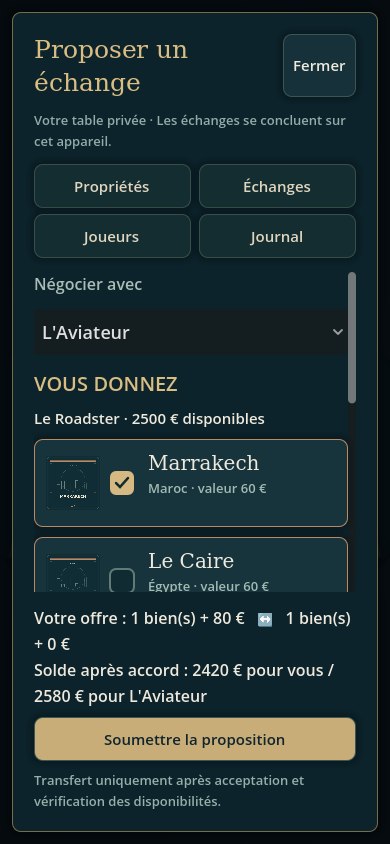 Proposer un
échange
Fermer
Votre table privée · Les échanges se concluent sur
cet appareil.
Propriétés
Échanges
Joueurs
Journal
Négocier avec
L'Aviateur
VOUS DONNEZ
Le Roadster · 2500 € disponibles
MARRAKECH
Marrakech
Maroc · valeur 60 €
Le Caire
Égypte · valeur 60 €
Votre offre : 1 bien(s) + 80 € ↔ 1 bien(s)
+ 0 €
Solde après accord : 2420 € pour vous /
2580 € pour L'Aviateur
Soumettre la proposition
Transfert uniquement après acceptation et
vérification des disponibilités.